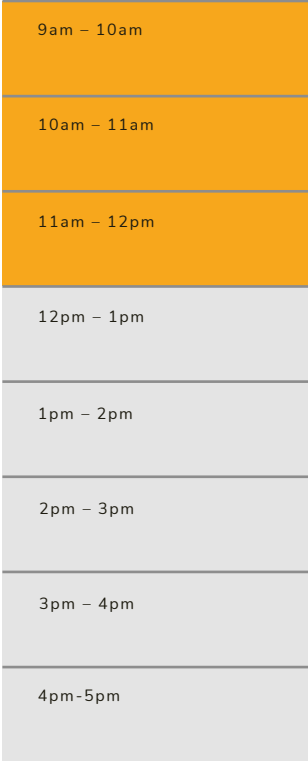 9am – 10am
10am – 11am
11am – 12pm
12pm – 1pm
1pm – 2pm
2pm – 3pm
3pm – 4pm
4pm-5pm